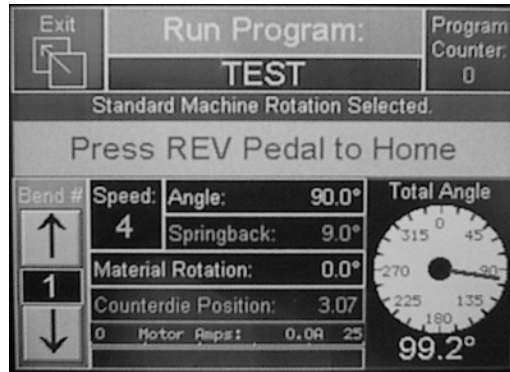 Exit
Run Program:
Program
Counter:
0
TEST
Standard Machine Rotation Selected.
Press REV Pedal to Home
Bend #
1
Speed:
4
Angle: 90.0°
Springback: 9.0°
Material Rotation: 0.0°
Counterdie Position: 3.07
0 Motor Amps: 0.0A 25
Total Angle
0
45
90
135
180
225
270
315
99.2°